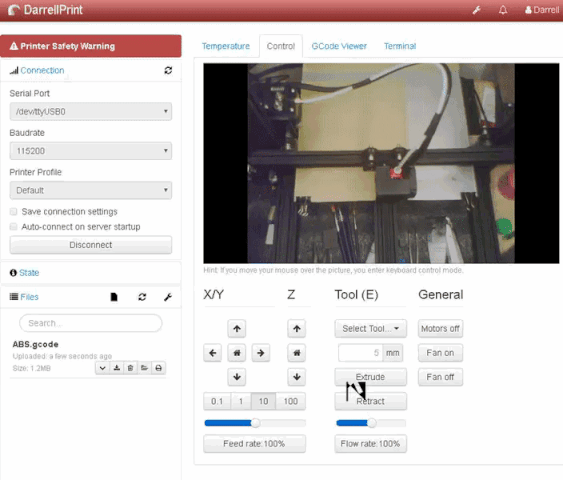 DarrellPrint
Darrell
Printer Safety Warning
Connection
Serial Port
/dev/ttyUSB0
Baudrate
115200
Printer Profile
Default
Save connection settings
Auto-connect on server startup
Disconnect
State
Files
Search...
ABS.gcode
Uploaded: a few seconds ago
Size: 1.2MB
Temperature
Control
GCode Viewer
Terminal
Hint: If you move your mouse over the picture, you enter keyboard control mode.
X/Y
Z
Tool (E)
General
Select Tool...
Motors off
5 mm
Fan on
Extrude
Fan off
Retract
0.1 1 10 100
Feed rate:100%
Flow rate:100%